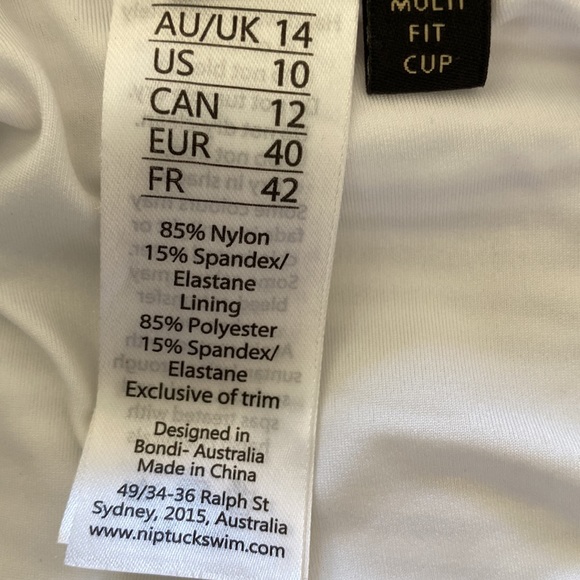 MULTI
FIT
CUP
AU/UK 14
US 10
CAN 12
EUR 40
FR 42
85% Nylon
15% Spandex/
Elastane
Lining
85% Polyester
15% Spandex/
Elastane
Exclusive of trim
Designed in
Bondi- Australia
Made in China
49/34-36 Ralph St
Sydney, 2015, Australia
www.niptuckswim.com